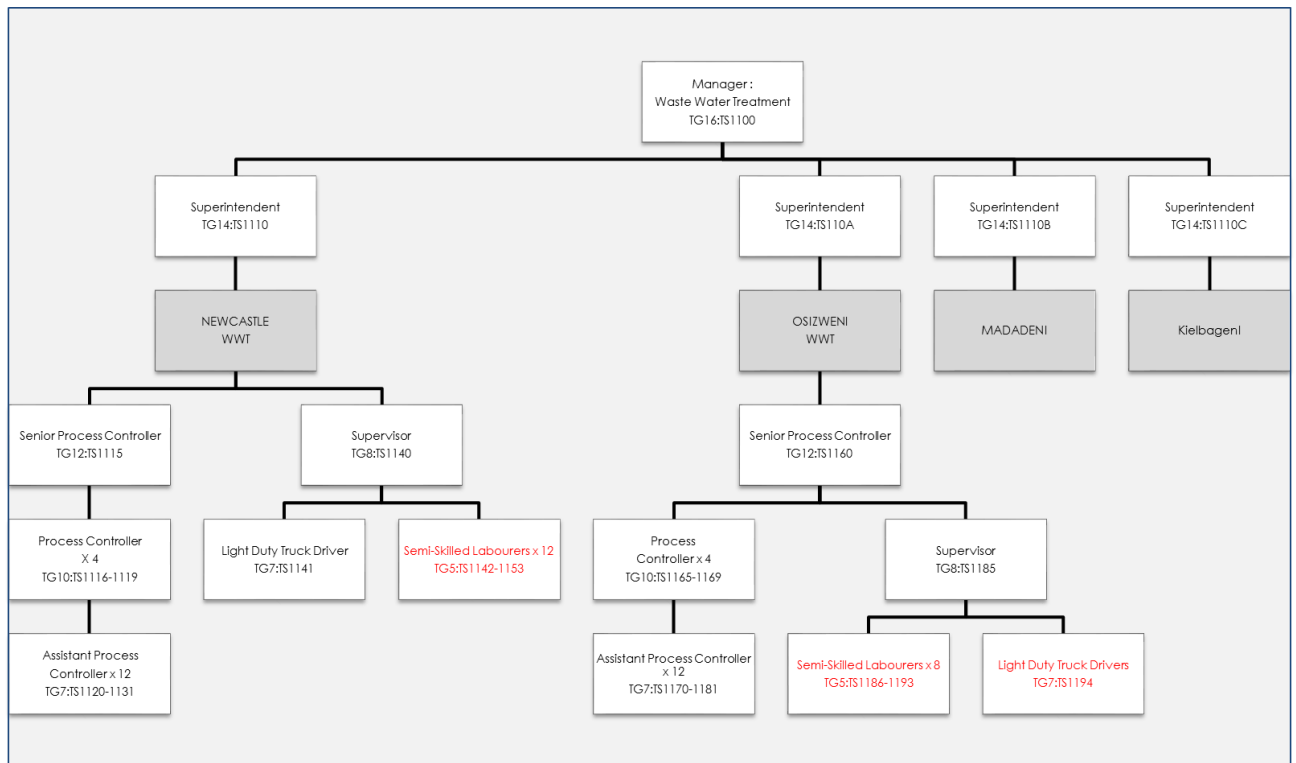 Manager :
Waste Water Treatment
TG16:TS1100
Superintendent
TG14:TS1110
Superintendent
TG14:TS110A
Superintendent
TG14:TS1110B
Superintendent
TG14:TS1110C
NEWCASTLE
WWT
OSIZWENI
WWT
MADADENI
KielbagenI
Senior Process Controller
TG12:TS1115
Supervisor
TG8:TS1140
Senior Process Controller
TG12:TS1160
Process Controller
X 4
TG10:TS1116-1119
Light Duty Truck Driver
TG7:TS1141
Semi-Skilled Labourers x 12
TG5:TS1142-1153
Process
Controller x 4
TG10:TS1165-1169
Supervisor
TG8:TS1185
Assistant Process
Controller x 12
TG7:TS1120-1131
Assistant Process Controller
x 12
TG7:TS1170-1181
Semi-Skilled Labourers x 8
TG5:TS1186-1193
Light Duty Truck Drivers
TG7:TS1194